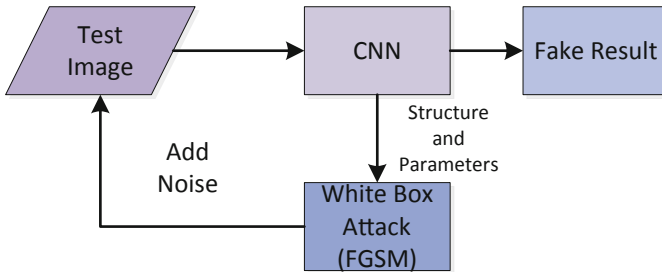 Test
Image
CNN
Fake Result
Structure
and
Parameters
Add
Noise
White Box
Attack
(FGSM)